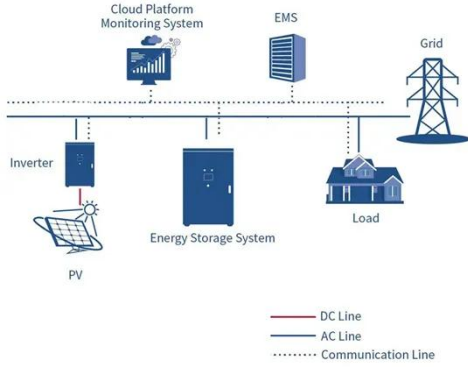 Cloud Platform
Monitoring System
EMS
Grid
Inverter
Energy Storage System
Load
PV
DC Line
AC Line
Communication Line